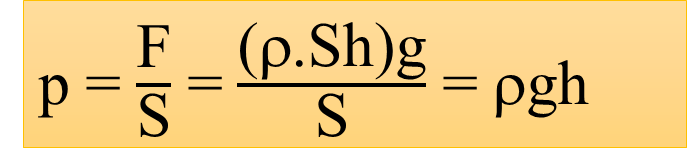 p = F/S = (ρ.Sh)g/S = ρgh